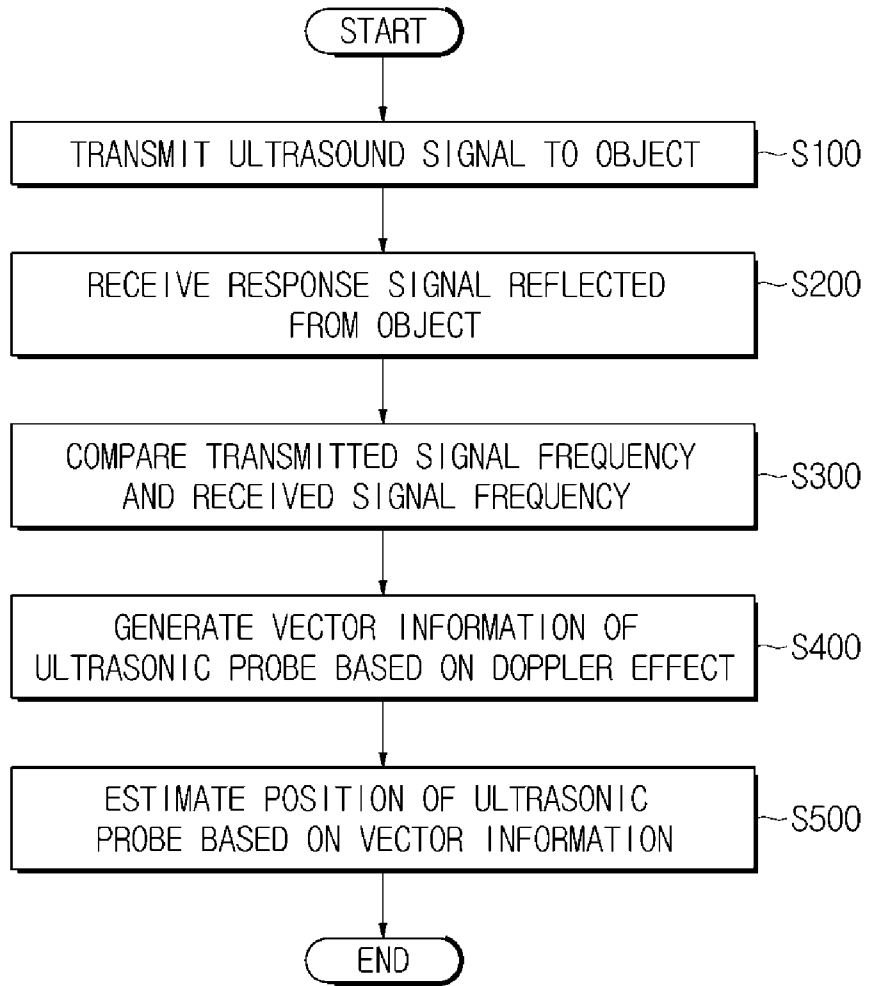 START
TRANSMIT ULTRASOUND SIGNAL TO OBJECT
S100
RECEIVE RESPONSE SIGNAL REFLECTED
FROM OBJECT
S200
COMPARE TRANSMITTED SIGNAL FREQUENCY
AND RECEIVED SIGNAL FREQUENCY
S300
GENERATE VECTOR INFORMATION OF
ULTRASONIC PROBE BASED ON DOPPLER EFFECT
S400
ESTIMATE POSITION OF ULTRASONIC
PROBE BASED ON VECTOR INFORMATION
S500
END